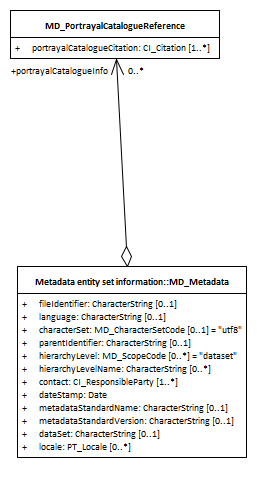 MD_PortrayalCatalogueReference
+ portrayalCatalogueCitation: CI_Citation [1..*]
+portrayalCatalogueInfo 0..*
Metadata entity set information::MD_Metadata
+ fileIdentifier: CharacterString [0..1]
+ language: CharacterString [0..1]
+ characterSet: MD_CharacterSetCode [0..1] = "utf8"
+ parentIdentifier: CharacterString [0..1]
+ hierarchyLevel: MD_ScopeCode [0..*] = "dataset"
+ hierarchyLevelName: CharacterString [0..*]
+ contact: CI_ResponsibleParty [1..*]
+ dateStamp: Date
+ metadataStandardName: CharacterString [0..1]
+ metadataStandardVersion: CharacterString [0..1]
+ dataSet: CharacterString [0..1]
+ locale: PT_Locale [0..*]